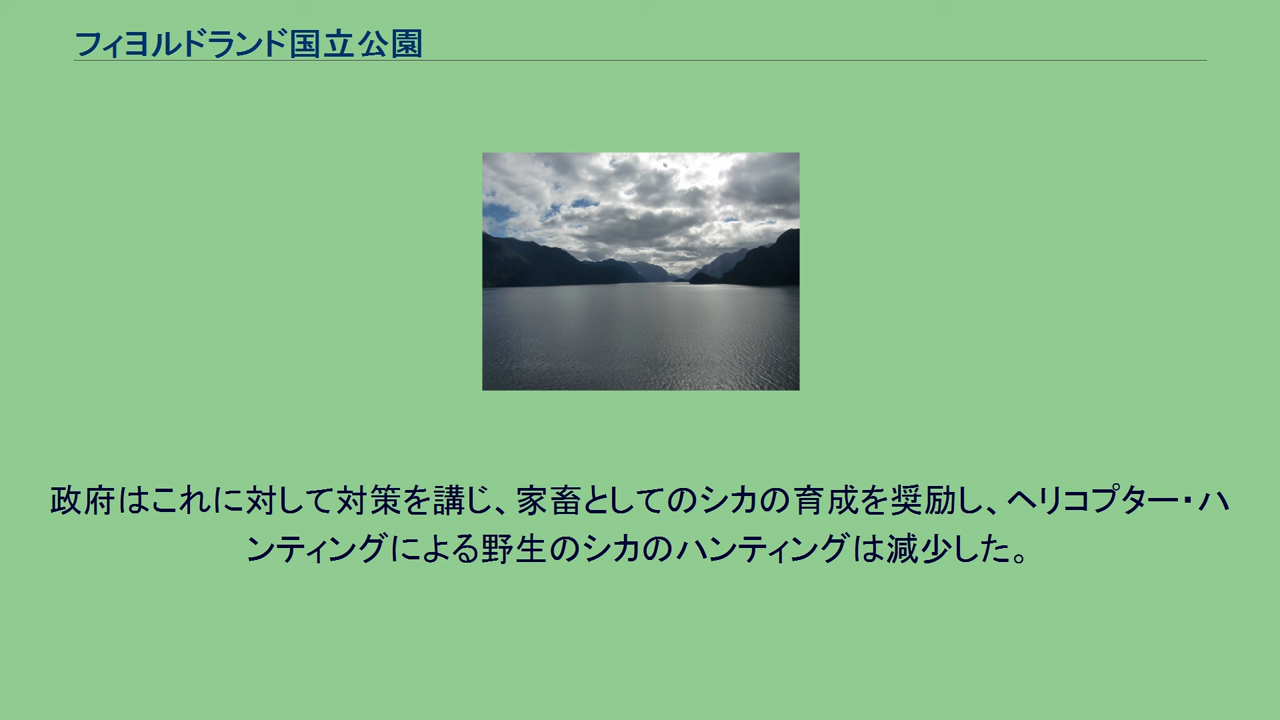 フィヨルドランド国立公園
政府はこれに対して対策を講じ、家畜としてのシカの育成を奨励し、ヘリコプター・ハ
ンティングによる野生のシカのハンティングは減少した。